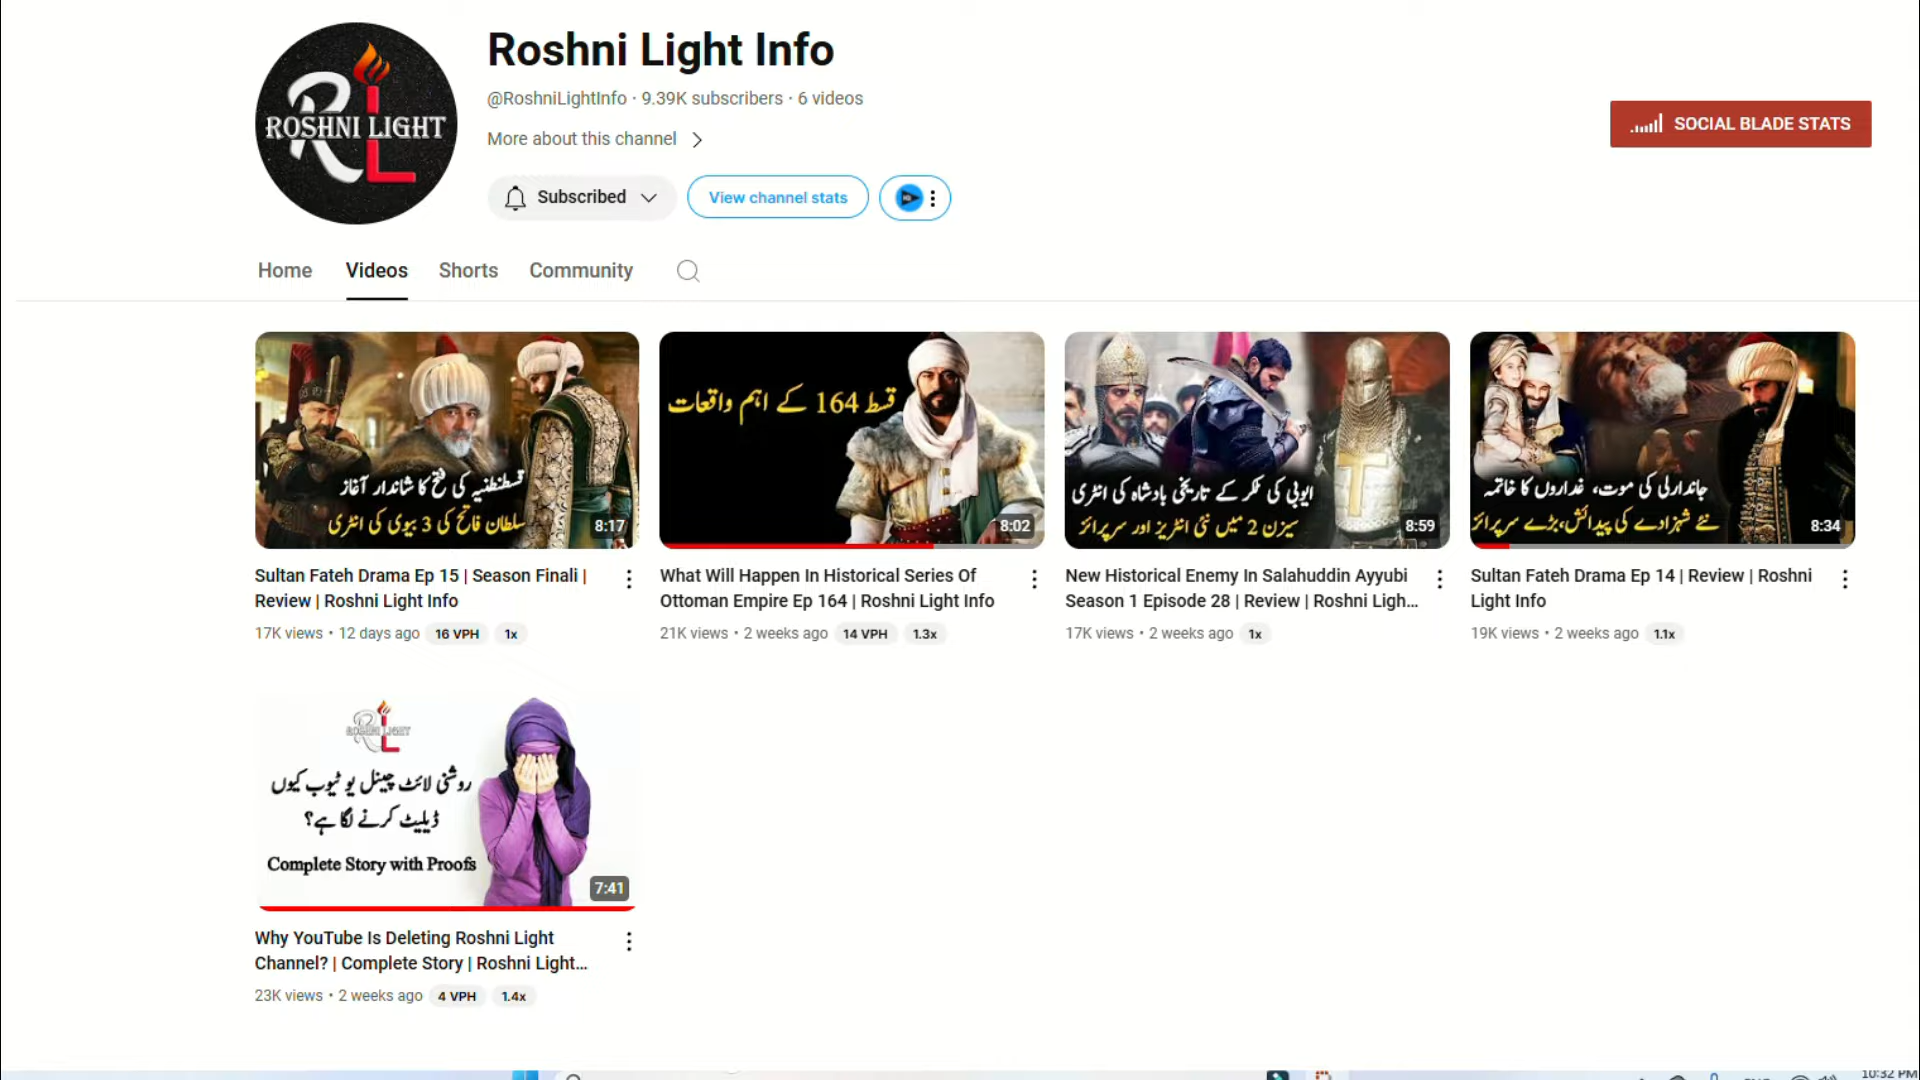 Roshni Light Info
@RoshniLightInfo · 9.39K subscribers · 6 videos
More about this channel
Subscribed
View channel stats
SOCIAL BLADE STATS
ROSHNI LIGHT
Home
Videos
Shorts
Community
قسطنطنیہ کی فتح کا شاندار آغاز
سلطان فاتح کی 3 بیوی کی انٹری
8:17
Sultan Fateh Drama Ep 15 | Season Finali |
Review | Roshni Light Info
17K views • 12 days ago 16 VPH 1x
قسط 164 کے اہم واقعات
8:02
What Will Happen In Historical Series Of
Ottoman Empire Ep 164 | Roshni Light Info
21K views • 2 weeks ago 14 VPH 1.3x
ایوبی کی ٹکر کے تاریخی بادشاہ کی انٹری
سیزن 2 میں نئی انٹریز اور سرپرائز
8:59
New Historical Enemy In Salahuddin Ayyubi
Season 1 Episode 28 | Review | Roshni Ligh...
17K views • 2 weeks ago 1x
جاندارلی کی موت، غداروں کا خاتمہ
نئے شہزادے کی پیدائش،بڑے سرپرائز
8:34
Sultan Fateh Drama Ep 14 | Review | Roshni
Light Info
19K views • 2 weeks ago 1.1x
ROSHNI LIGHT
روشنی لائٹ چینل یو ٹیوب کیوں
ڈیلیٹ کرنے لگا ہے؟
Complete Story with Proofs
7:41
Why YouTube Is Deleting Roshni Light
Channel? | Complete Story | Roshni Light...
23K views • 2 weeks ago 4 VPH 1.4x
10:32 PM